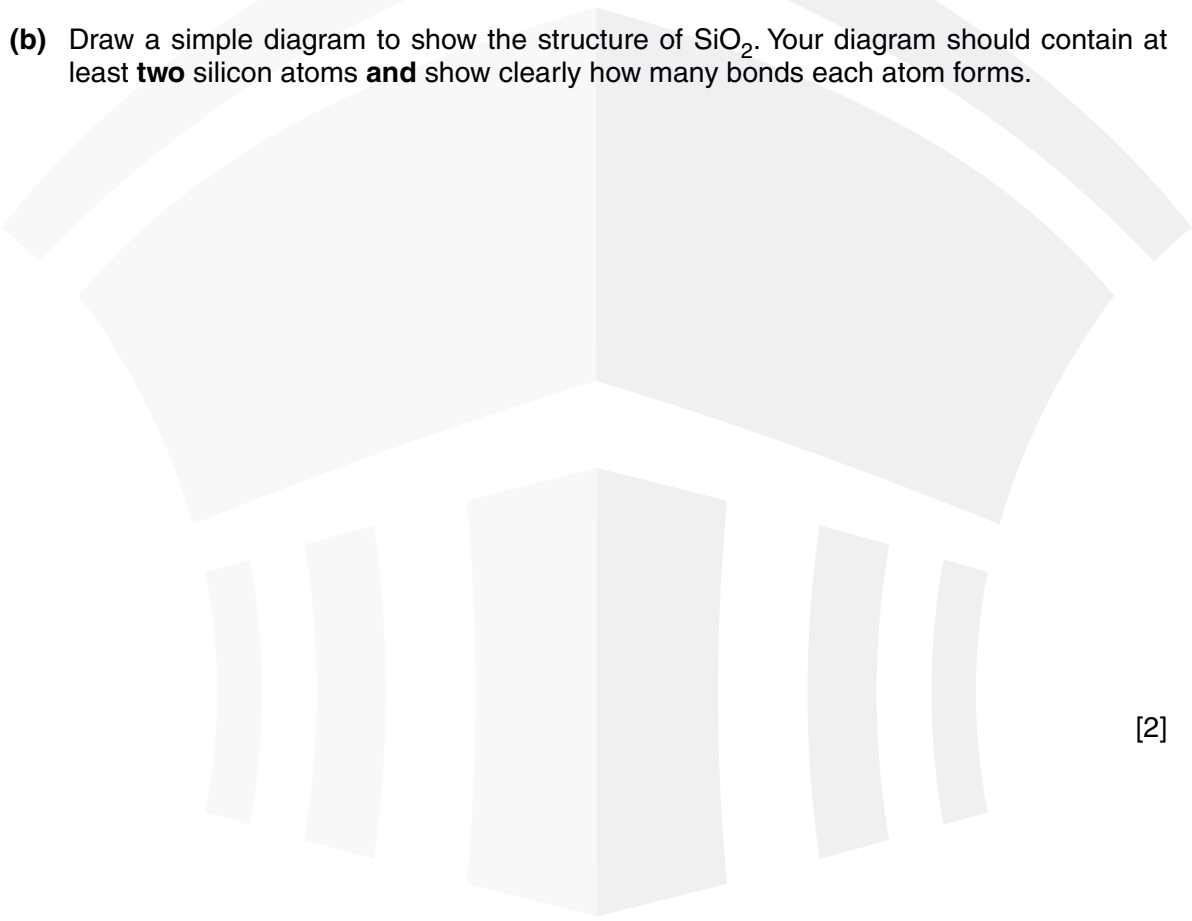 (b) Draw a simple diagram to show the structure of SiO₂. Your diagram should contain at
least two silicon atoms and show clearly how many bonds each atom forms.
[2]